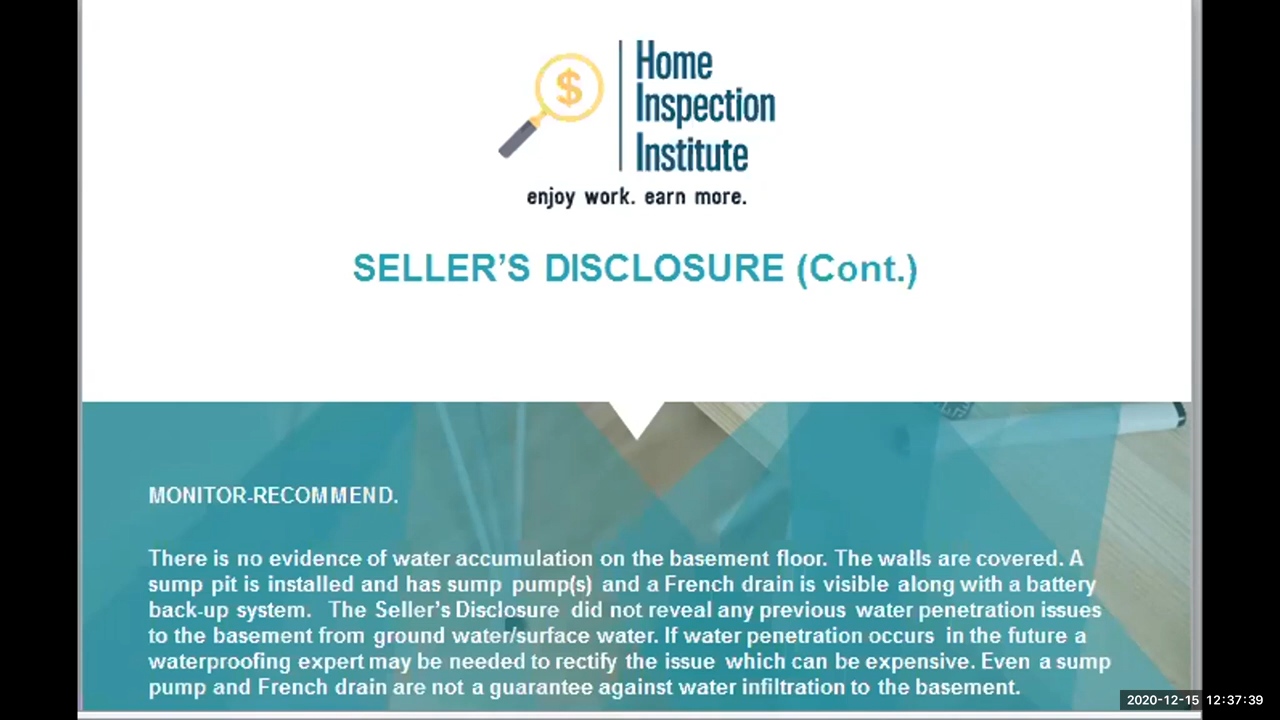 $
Home
Inspection
Institute
enjoy work. earn more.
SELLER'S DISCLOSURE (Cont.)
MONITOR-RECOMMEND.
There is no evidence of water accumulation on the basement floor. The walls are covered. A
sump pit is installed and has sump pump(s) and a French drain is visible along with a battery
back-up system. The Seller's Disclosure did not reveal any previous water penetration issues
to the basement from ground water/surface water. If water penetration occurs in the future a
waterproofing expert may be needed to rectify the issue which can be expensive. Even a sump
pump and French drain are not a guarantee against water infiltration to the basement.
2020-12-15 12:37:39